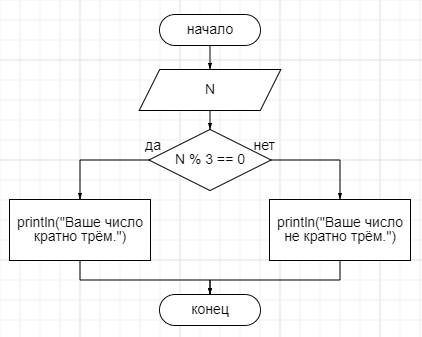 начало
N
да
нет
N % 3 == 0
println("Ваше число
кратно трём.")
println("Ваше число
не кратно трём.")
конец